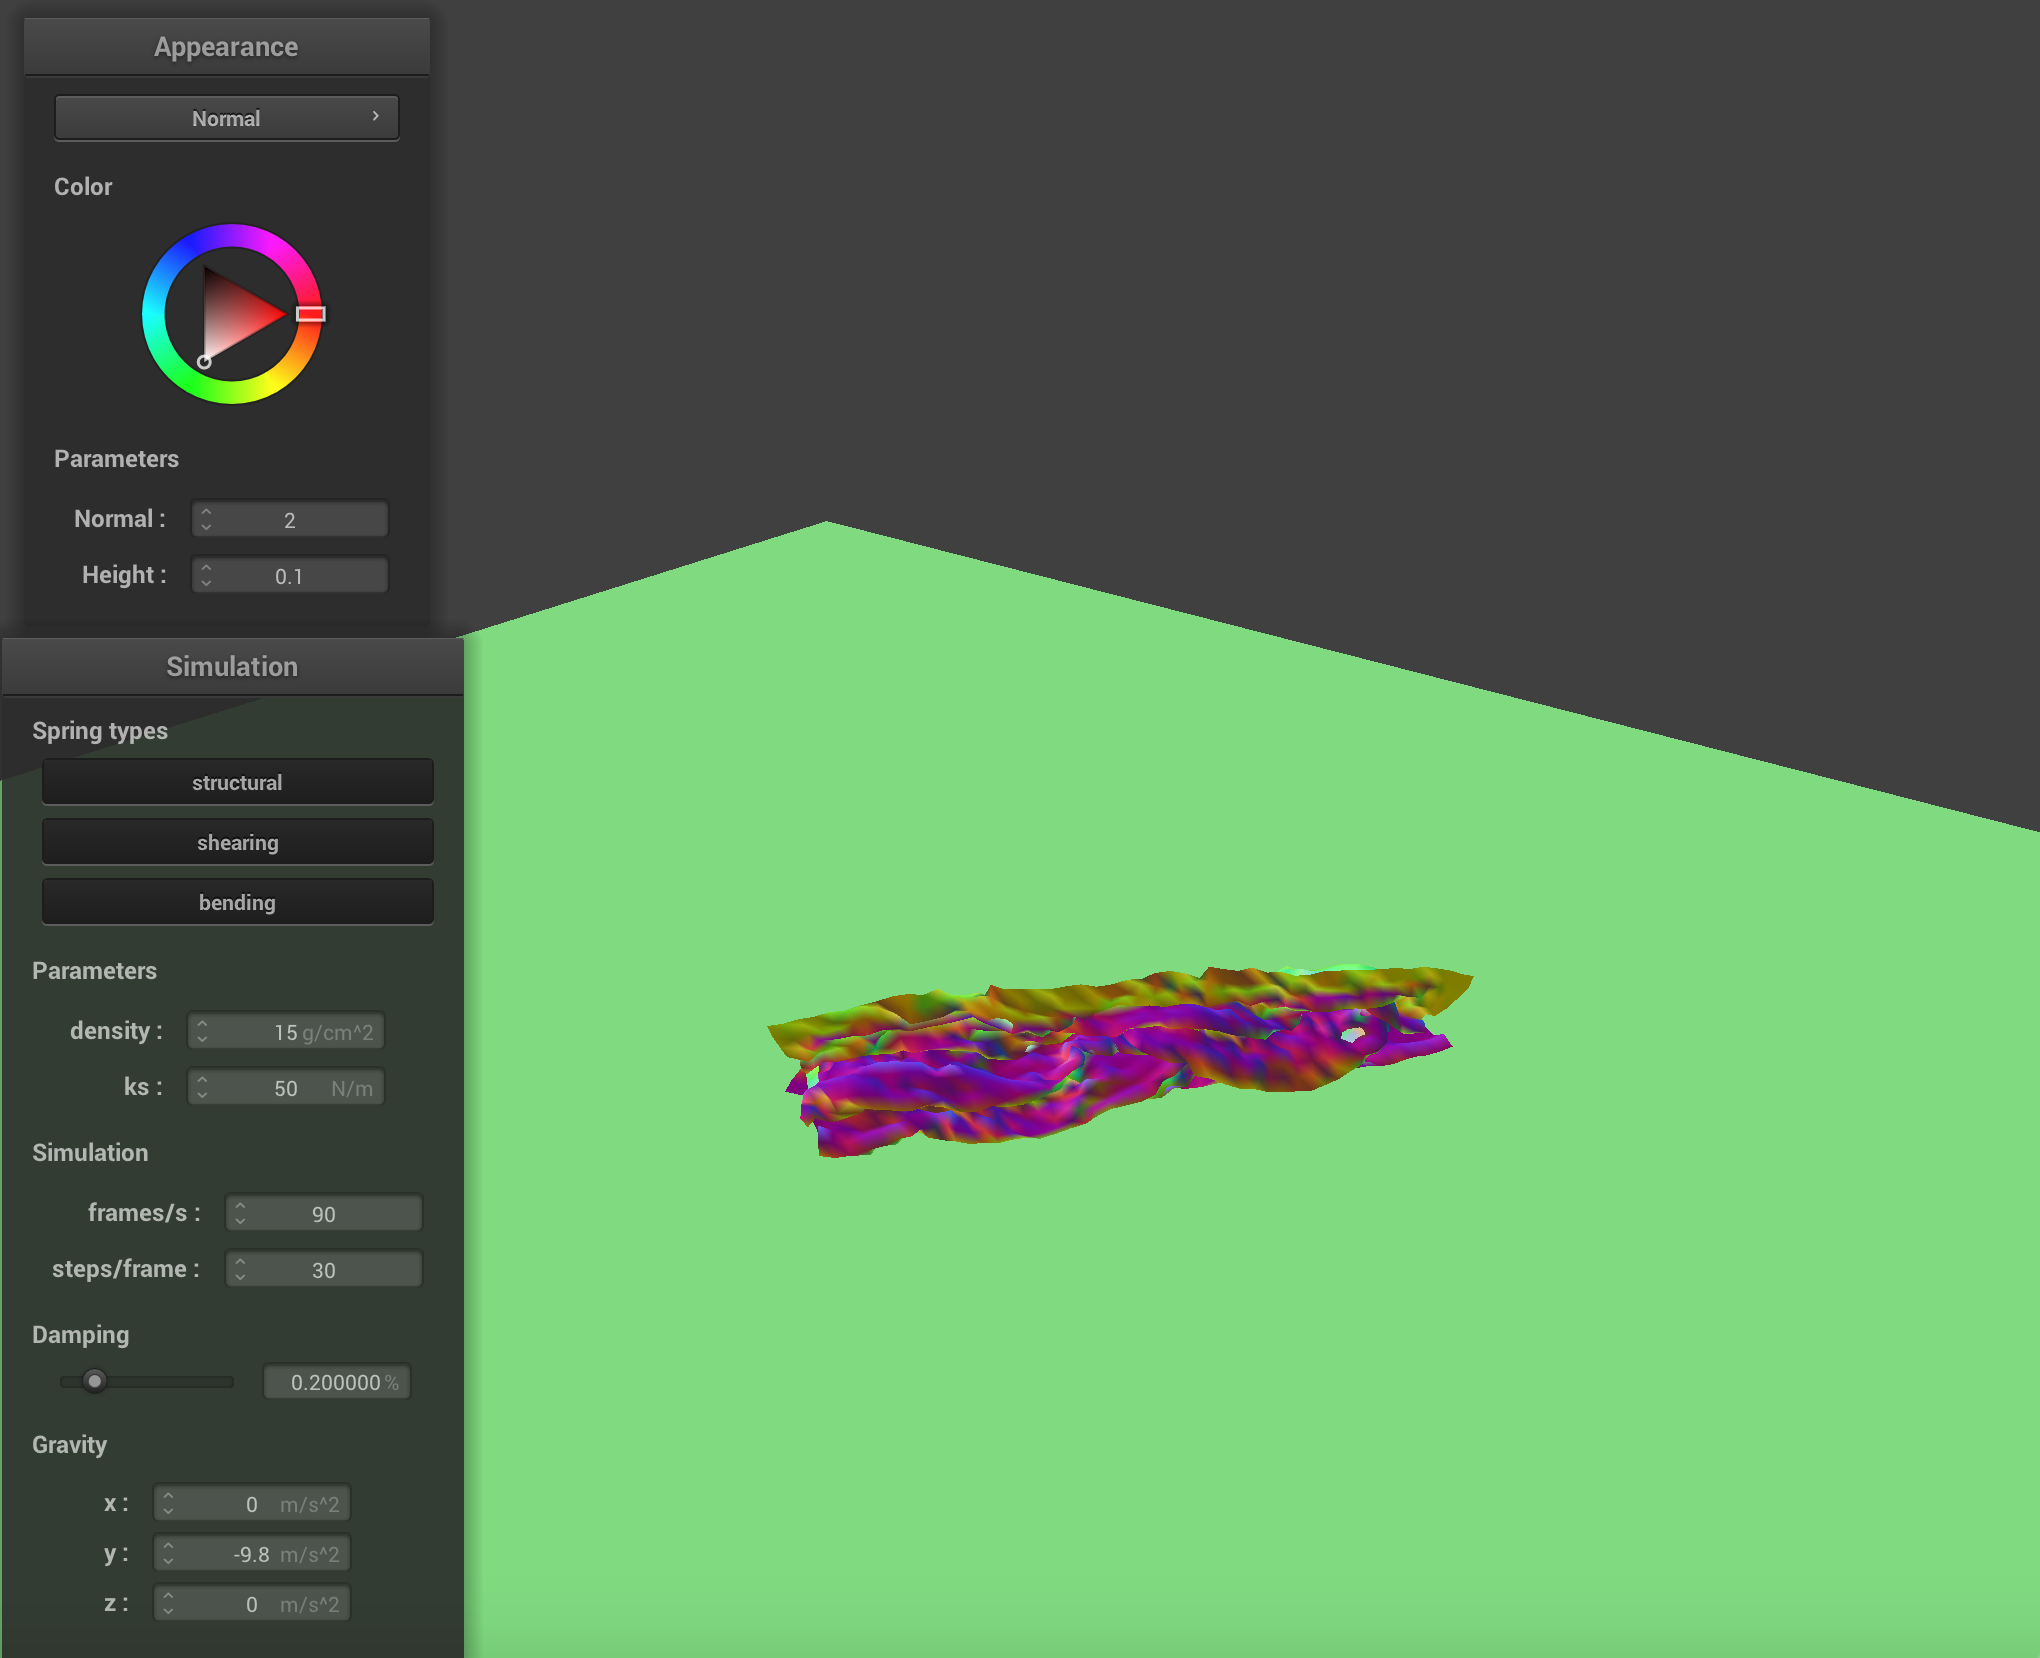 Appearance
Normal
Color
Parameters
Normal : 2
Height : 0.1
Simulation
Spring types
structural
shearing
bending
Parameters
density : 15 g/cm^2
ks : 50 N/m
Simulation
frames/s : 90
steps/frame : 30
Damping
0.200000 %
Gravity
x : 0 m/s^2
y : -9.8 m/s^2
z : 0 m/s^2